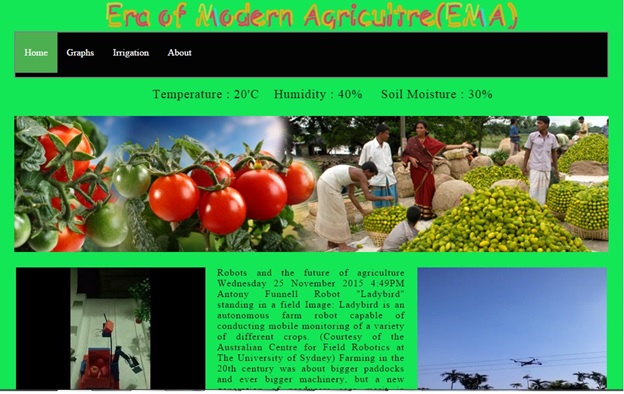 Era of Modern Agricultre(EMA)
Home Graphs Irrigation About
Temperature : 20'C Humidity : 40% Soil Moisture : 30%
Robots and the future of agriculture
Wednesday 25 November 2015 4:49PM
Antony Funnell Robot "Ladybird"
standing in a field Image: Ladybird is an
autonomous farm robot capable of
conducting mobile monitoring of a variety
of different crops. (Courtesy of the
Australian Centre for Field Robotics at
The University of Sydney) Farming in the
20th century was about bigger paddocks
and ever bigger machinery, but a new